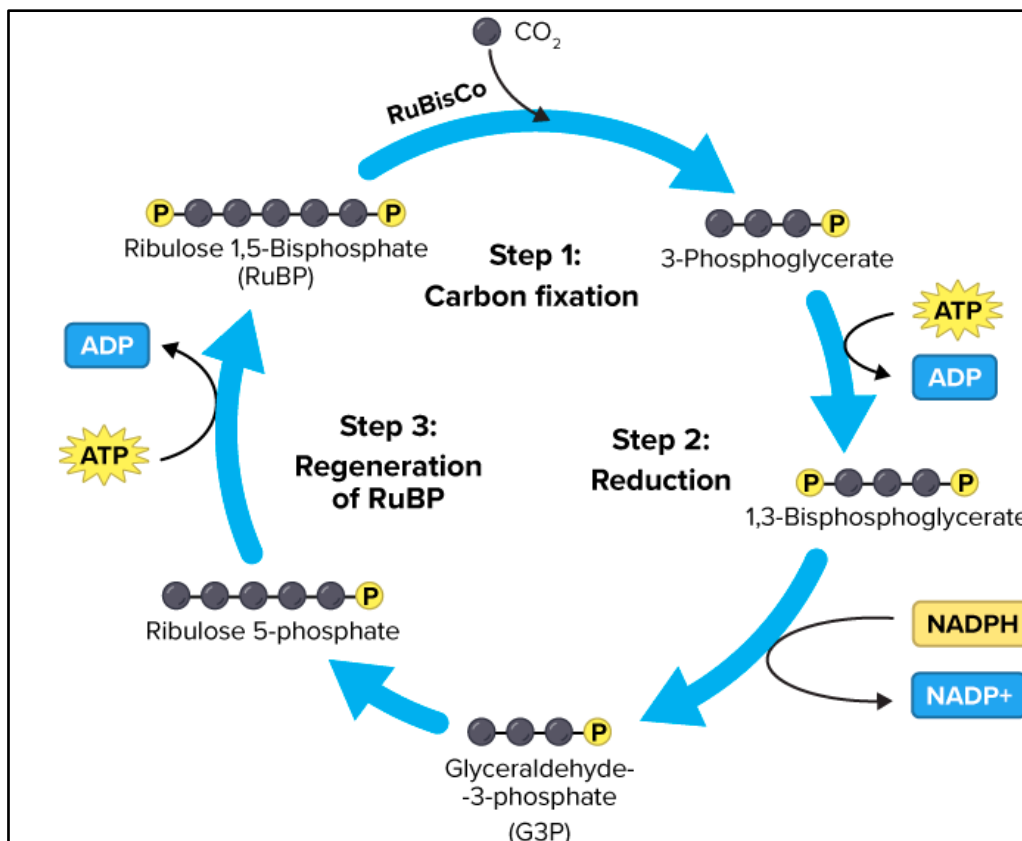 CO₂
RuBisCo
P P
Ribulose 1,5-Bisphosphate
(RuBP)
P
3-Phosphoglycerate
Step 1:
Carbon fixation
ATP
ADP
ADP
ATP
Step 3:
Regeneration
of RuBP
Step 2:
Reduction
P P
1,3-Bisphosphoglycerate
P
Ribulose 5-phosphate
NADPH
NADP+
P
Glyceraldehyde-
-3-phosphate
(G3P)